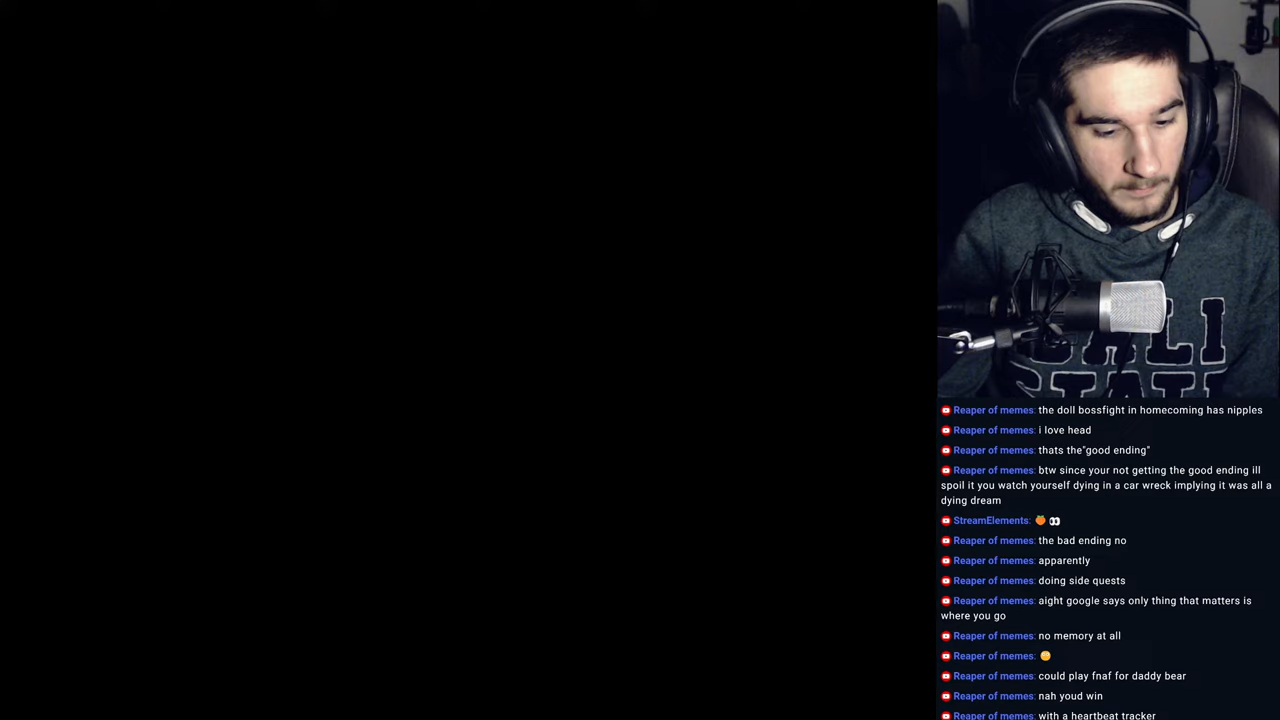 CALI
Reaper of memes: the doll bossfight in homecoming has nipples
Reaper of memes: i love head
Reaper of memes: thats the"good ending"
Reaper of memes: btw since your not getting the good ending ill
spoil it you watch yourself dying in a car wreck implying it was all a
dying dream
StreamElements: 🍊 👀
Reaper of memes: the bad ending no
Reaper of memes: apparently
Reaper of memes: doing side quests
Reaper of memes: aight google says only thing that matters is
where you go
Reaper of memes: no memory at all
Reaper of memes:
Reaper of memes: could play fnaf for daddy bear
Reaper of memes: nah youd win
Reaper of memes: with a heartbeat tracker